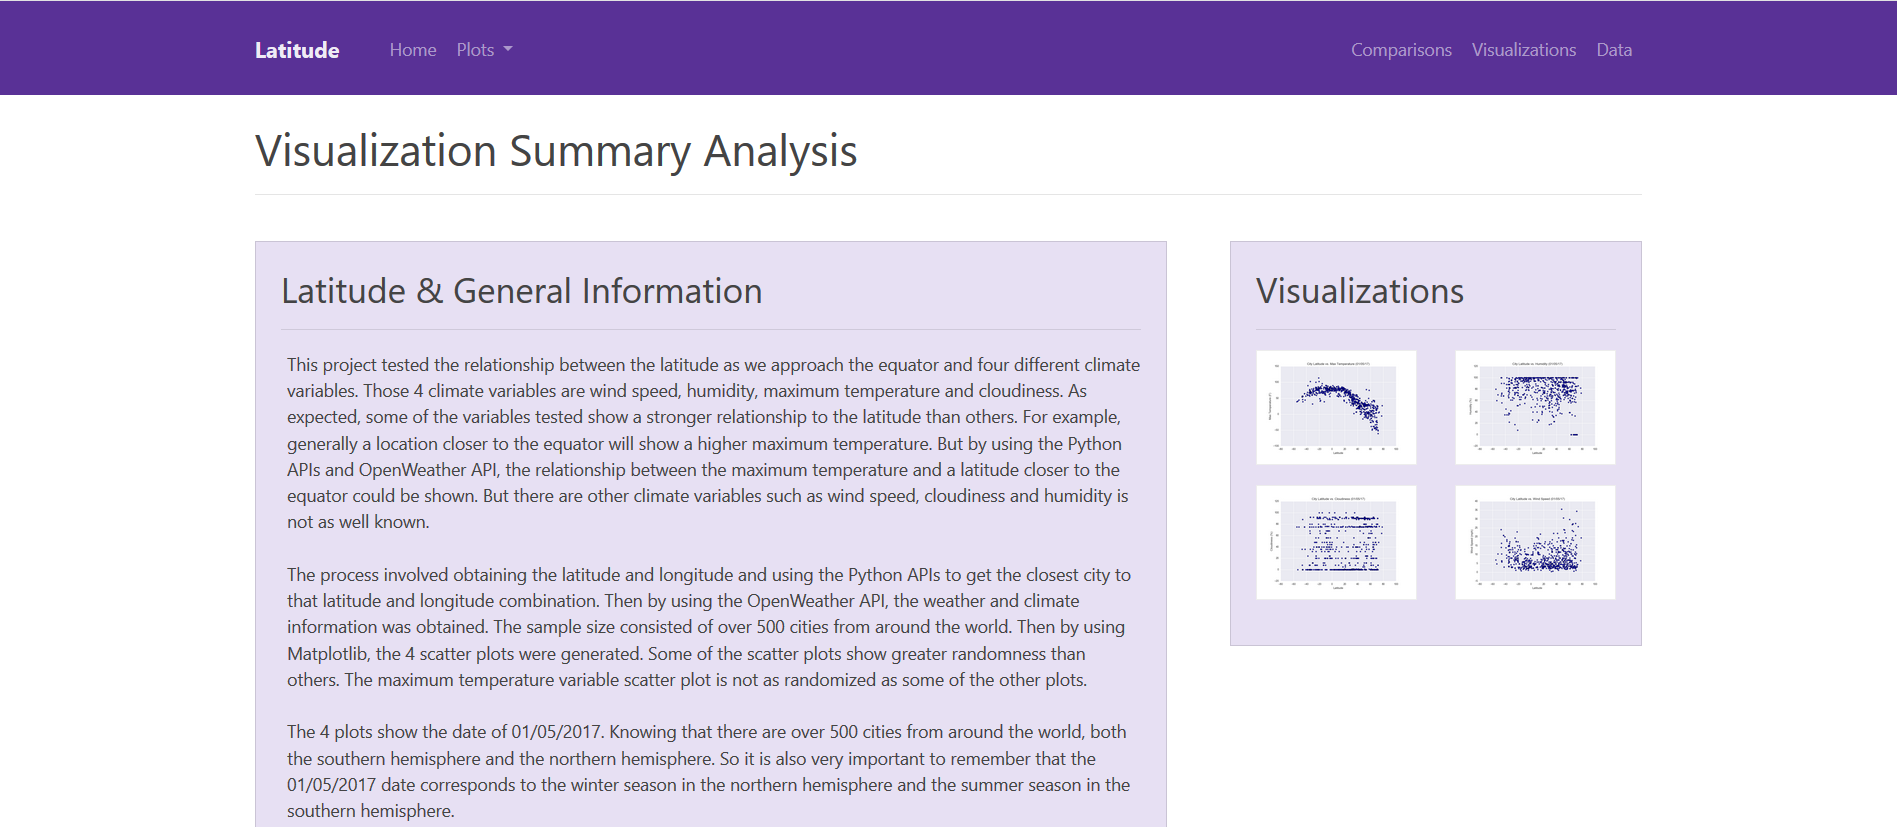 Latitude
Home
Plots
Comparisons
Visualizations
Data
Visualization Summary Analysis
Latitude & General Information
This project tested the relationship between the latitude as we approach the equator and four different climate
variables. Those 4 climate variables are wind speed, humidity, maximum temperature and cloudiness. As
expected, some of the variables tested show a stronger relationship to the latitude than others. For example,
generally a location closer to the equator will show a higher maximum temperature. But by using the Python
APIs and OpenWeather API, the relationship between the maximum temperature and a latitude closer to the
equator could be shown. But there are other climate variables such as wind speed, cloudiness and humidity is
not as well known.
The process involved obtaining the latitude and longitude and using the Python APIs to get the closest city to
that latitude and longitude combination. Then by using the OpenWeather API, the weather and climate
information was obtained. The sample size consisted of over 500 cities from around the world. Then by using
Matplotlib, the 4 scatter plots were generated. Some of the scatter plots show greater randomness than
others. The maximum temperature variable scatter plot is not as randomized as some of the other plots.
The 4 plots show the date of 01/05/2017. Knowing that there are over 500 cities from around the world, both
the southern hemisphere and the northern hemisphere. So it is also very important to remember that the
01/05/2017 date corresponds to the winter season in the northern hemisphere and the summer season in the
southern hemisphere.
Visualizations